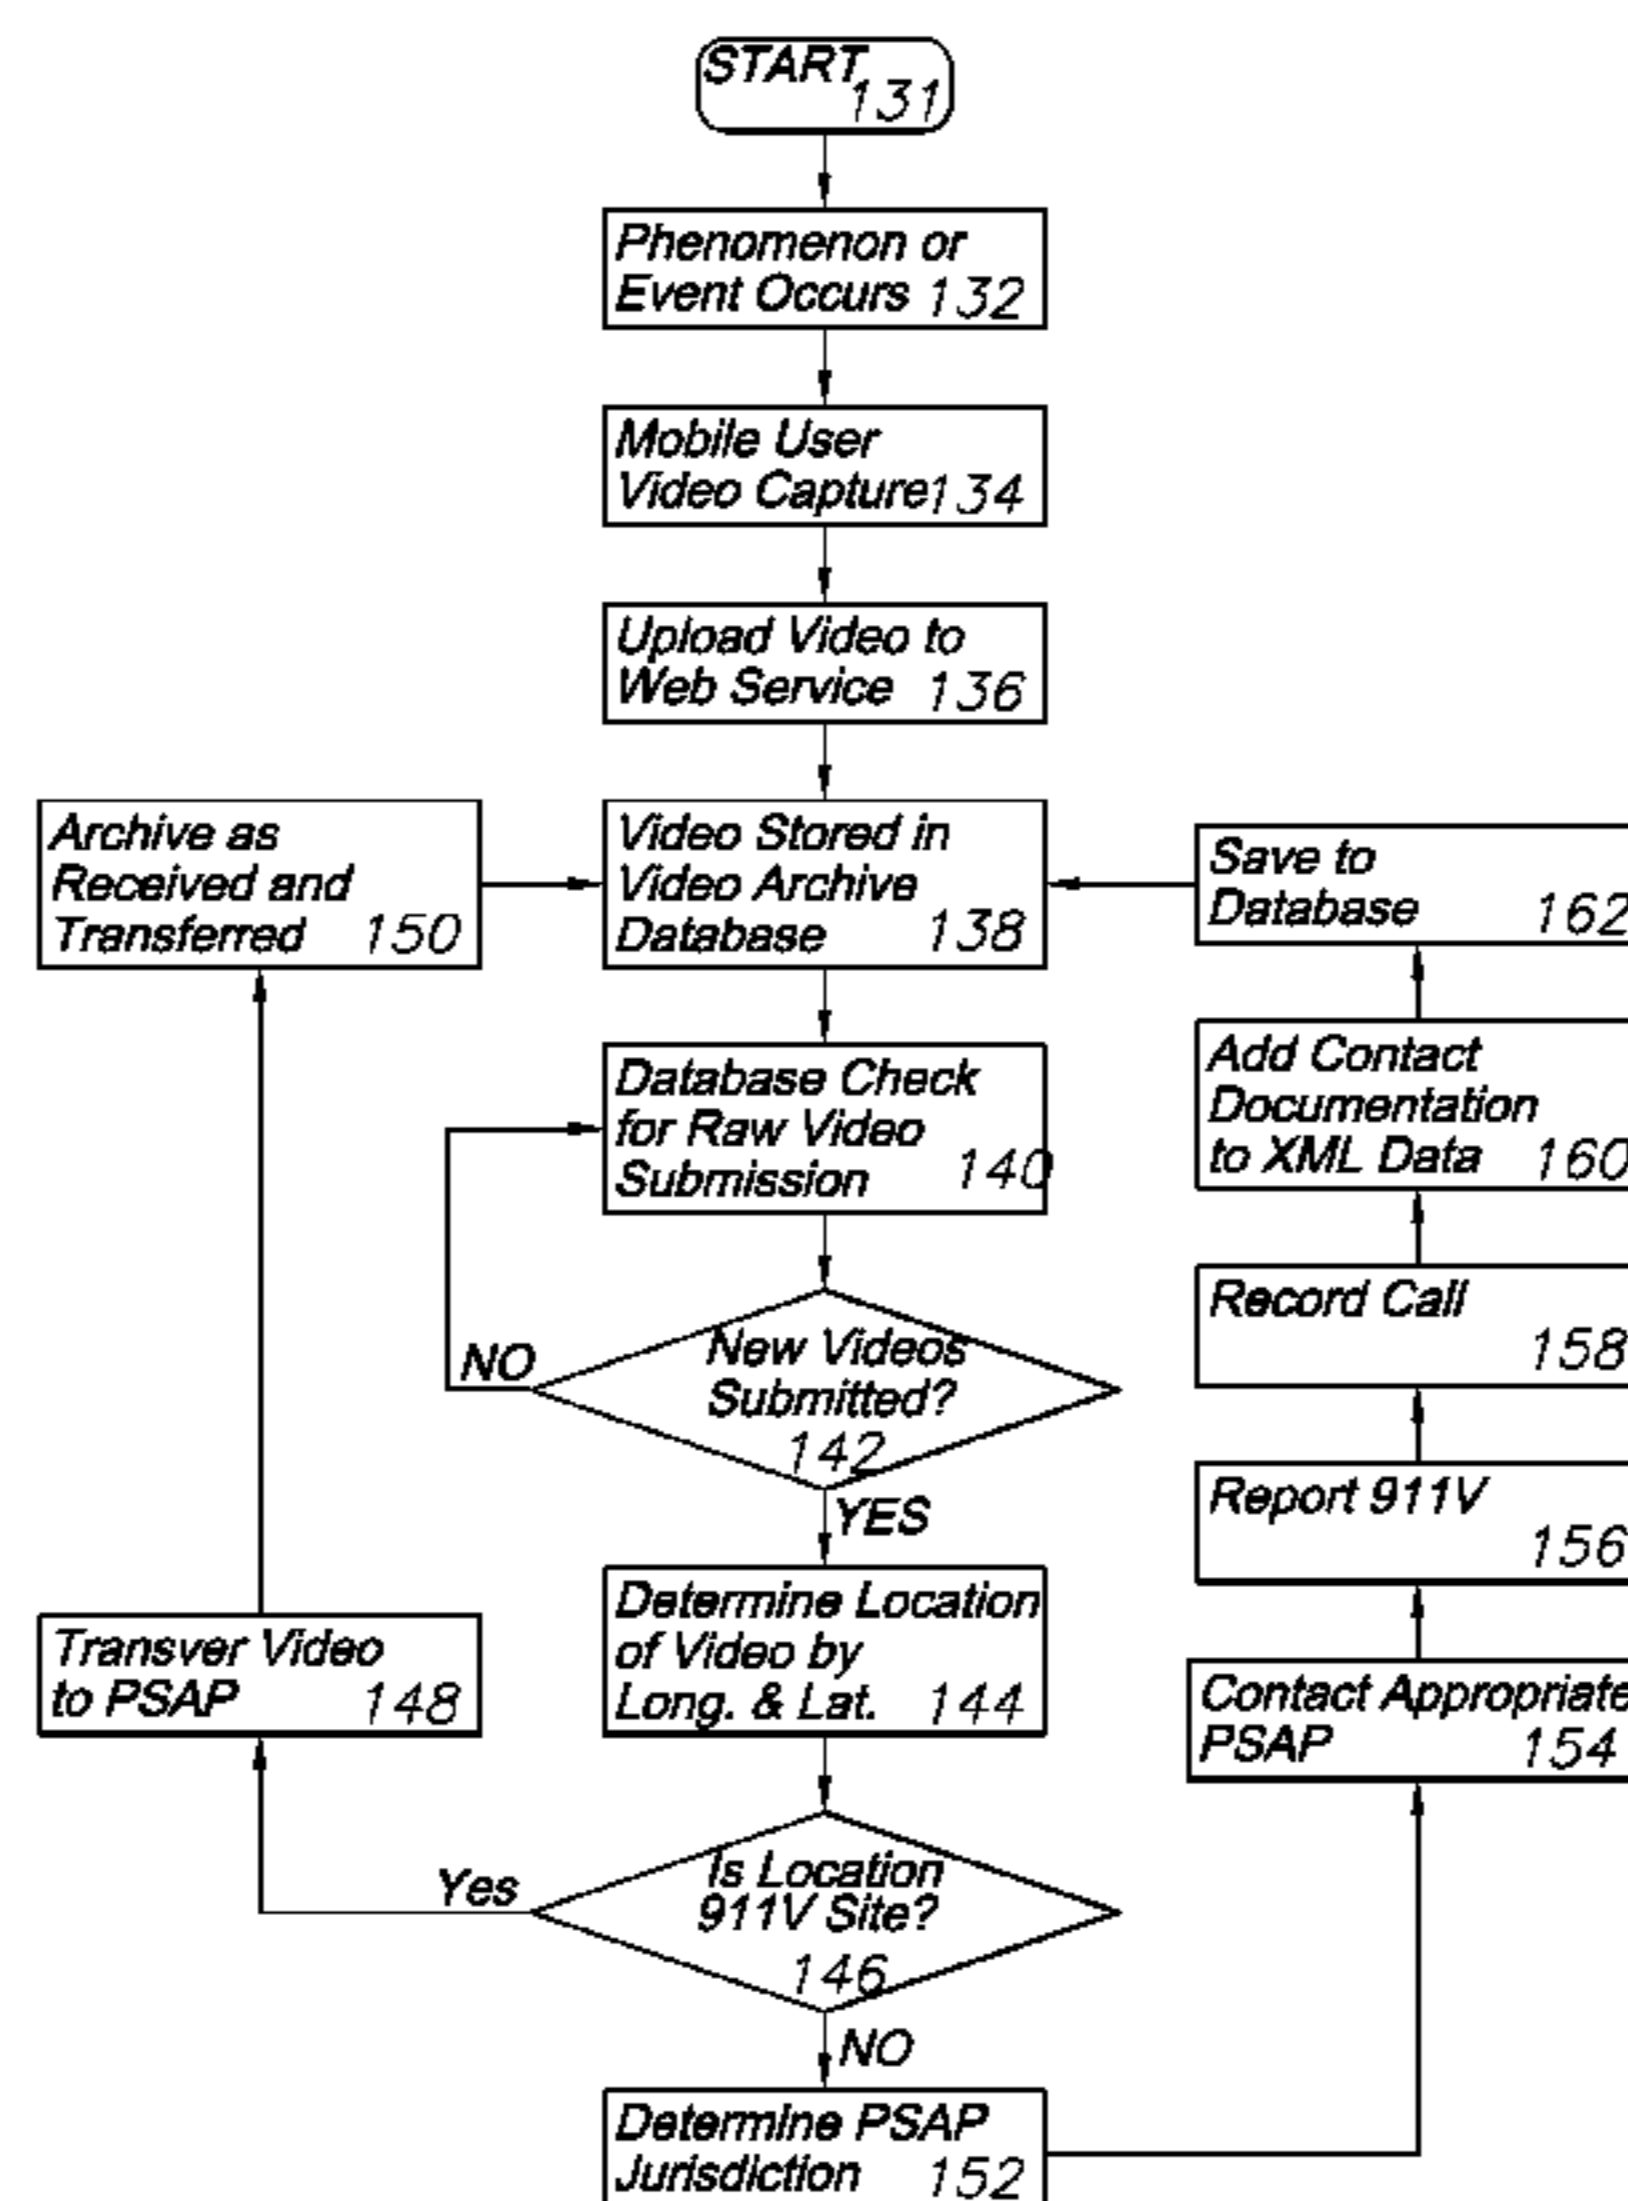 START
131
Phenomenon or
Event Occurs 132
Mobile User
Video Capture 134
Upload Video to
Web Service 136
Archive as
Received and
Transferred 150
Video Stored in
Video Archive
Database 138
Save to
Database 162
Database Check
for Raw Video
Submission 140
Add Contact
Documentation
to XML Data 160
New Videos
Submitted?
142
NO
YES
Record Call
158
Report 911V
156
Determine Location
of Video by
Long. & Lat. 144
Transver Video
to PSAP 148
Contact Appropriate
PSAP 154
Is Location
911V Site?
146
Yes
NO
Determine PSAP
Jurisdiction 152